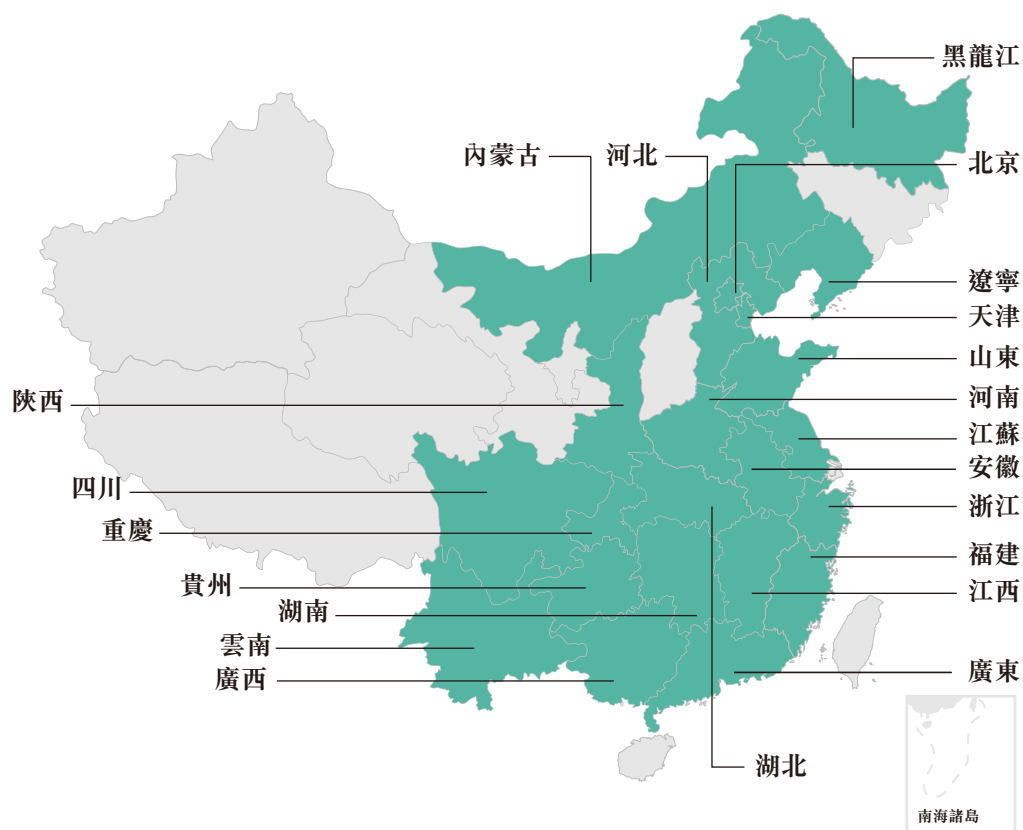 黑龍江
內蒙古
河北
北京
遼寧
天津
山東
陝西
河南
江蘇
安徽
四川
浙江
重慶
福建
貴州
江西
湖南
雲南
廣西
廣東
湖北
南海諸島